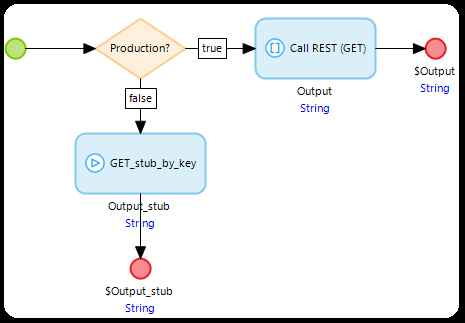 Production?
true
Call REST (GET)
Output
String
$Output
String
false
GET_stub_by_key
Output_stub
String
$Output_stub
String